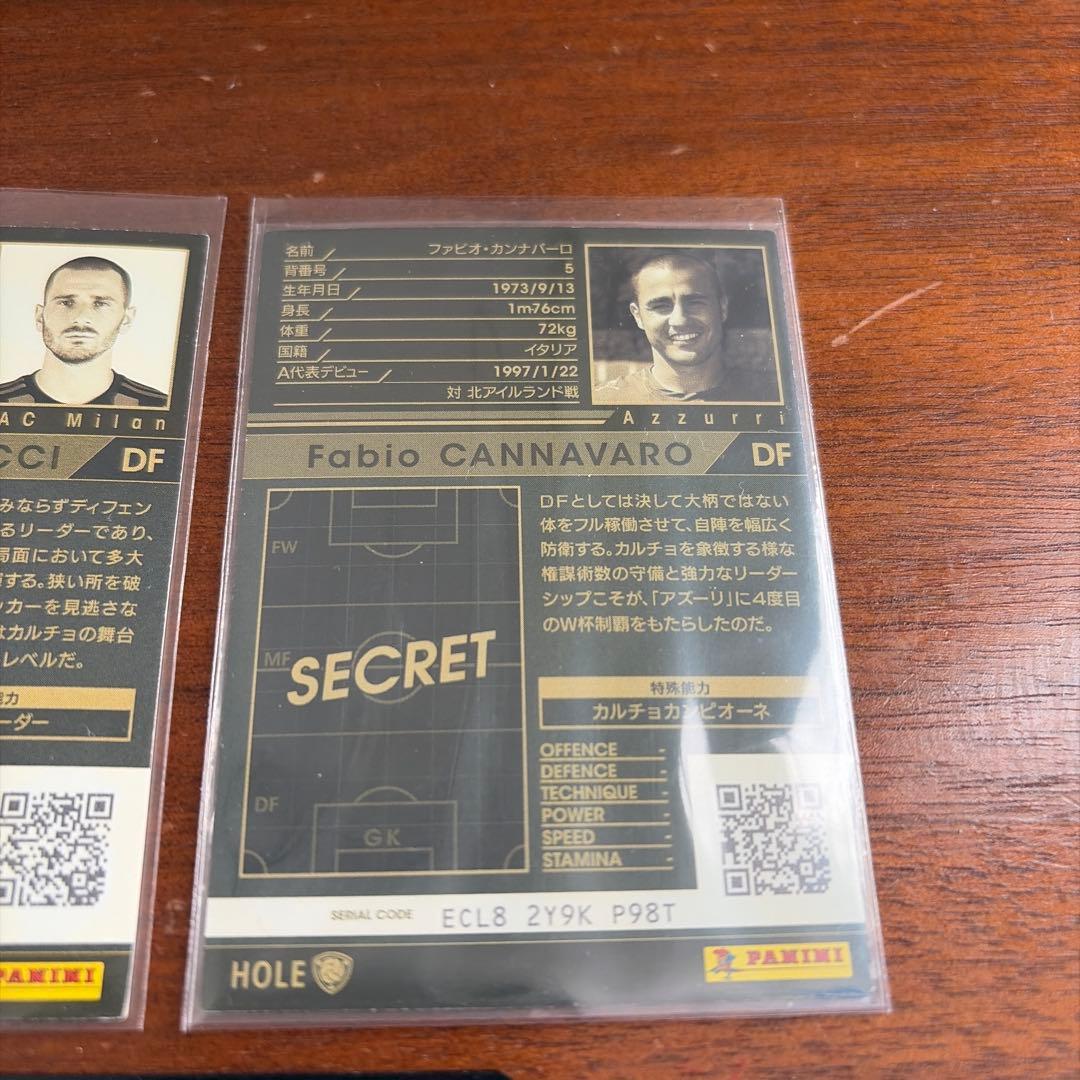 AC Milan
CCI DF
みならずディフェン
るリーダーであり、
局面において多大
する。狭い所を破
ッカーを見逃さな
はカルチョの舞台
レベルだ。
能力
ーダー
PANINI
名前 ファビオ・カンナバーロ
背番号 5
生年月日 1973/9/13
身長 1m76cm
体重 72kg
国籍 イタリア
A代表デビュー 1997/1/22
対 北アイルランド戦
Azzurri
Fabio CANNAVARO DF
FW
MF
SECRET
DF
GK
DFとしては決して大柄ではない
体をフル稼働させて、自陣を幅広く
防衛する。カルチョを象徴する様な
権謀術数の守備と強力なリーダー
シップこそが、「アズーリ」に4度目
のW杯制覇をもたらしたのだ。
特殊能力
カルチョカンピオーネ
OFFENCE -
DEFENCE -
TECHNIQUE -
POWER -
SPEED -
STAMINA -
SERIAL CODE ECL8 2Y9K P98T
HOLE
PANINI